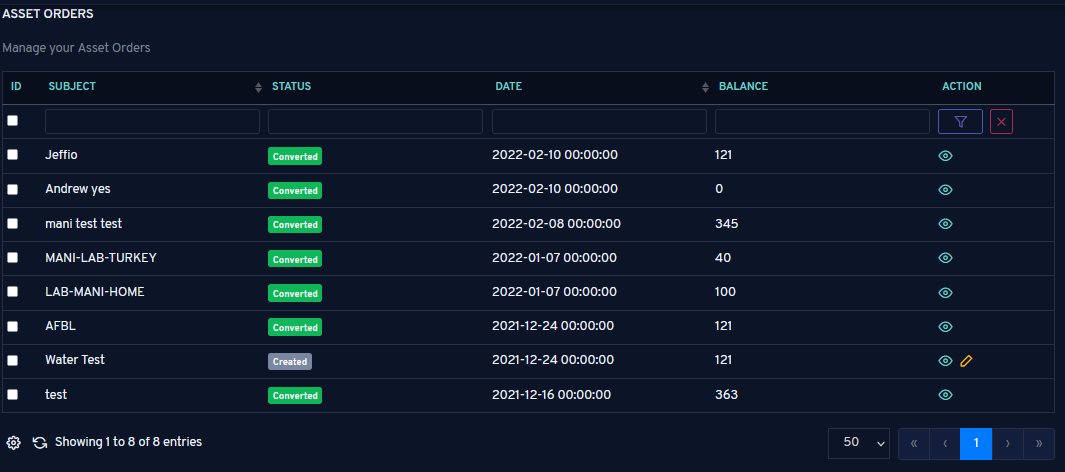 ASSET ORDERS
Manage your Asset Orders
ID SUBJECT STATUS DATE BALANCE ACTION
Jeffio Converted 2022-02-10 00:00:00 121
Andrew yes Converted 2022-02-10 00:00:00 0
mani test test Converted 2022-02-08 00:00:00 345
MANI-LAB-TURKEY Converted 2022-01-07 00:00:00 40
LAB-MANI-HOME Converted 2022-01-07 00:00:00 100
AFBL Converted 2021-12-24 00:00:00 121
Water Test Created 2021-12-24 00:00:00 121
test Converted 2021-12-16 00:00:00 363
Showing 1 to 8 of 8 entries 50 « ‹ 1 › »